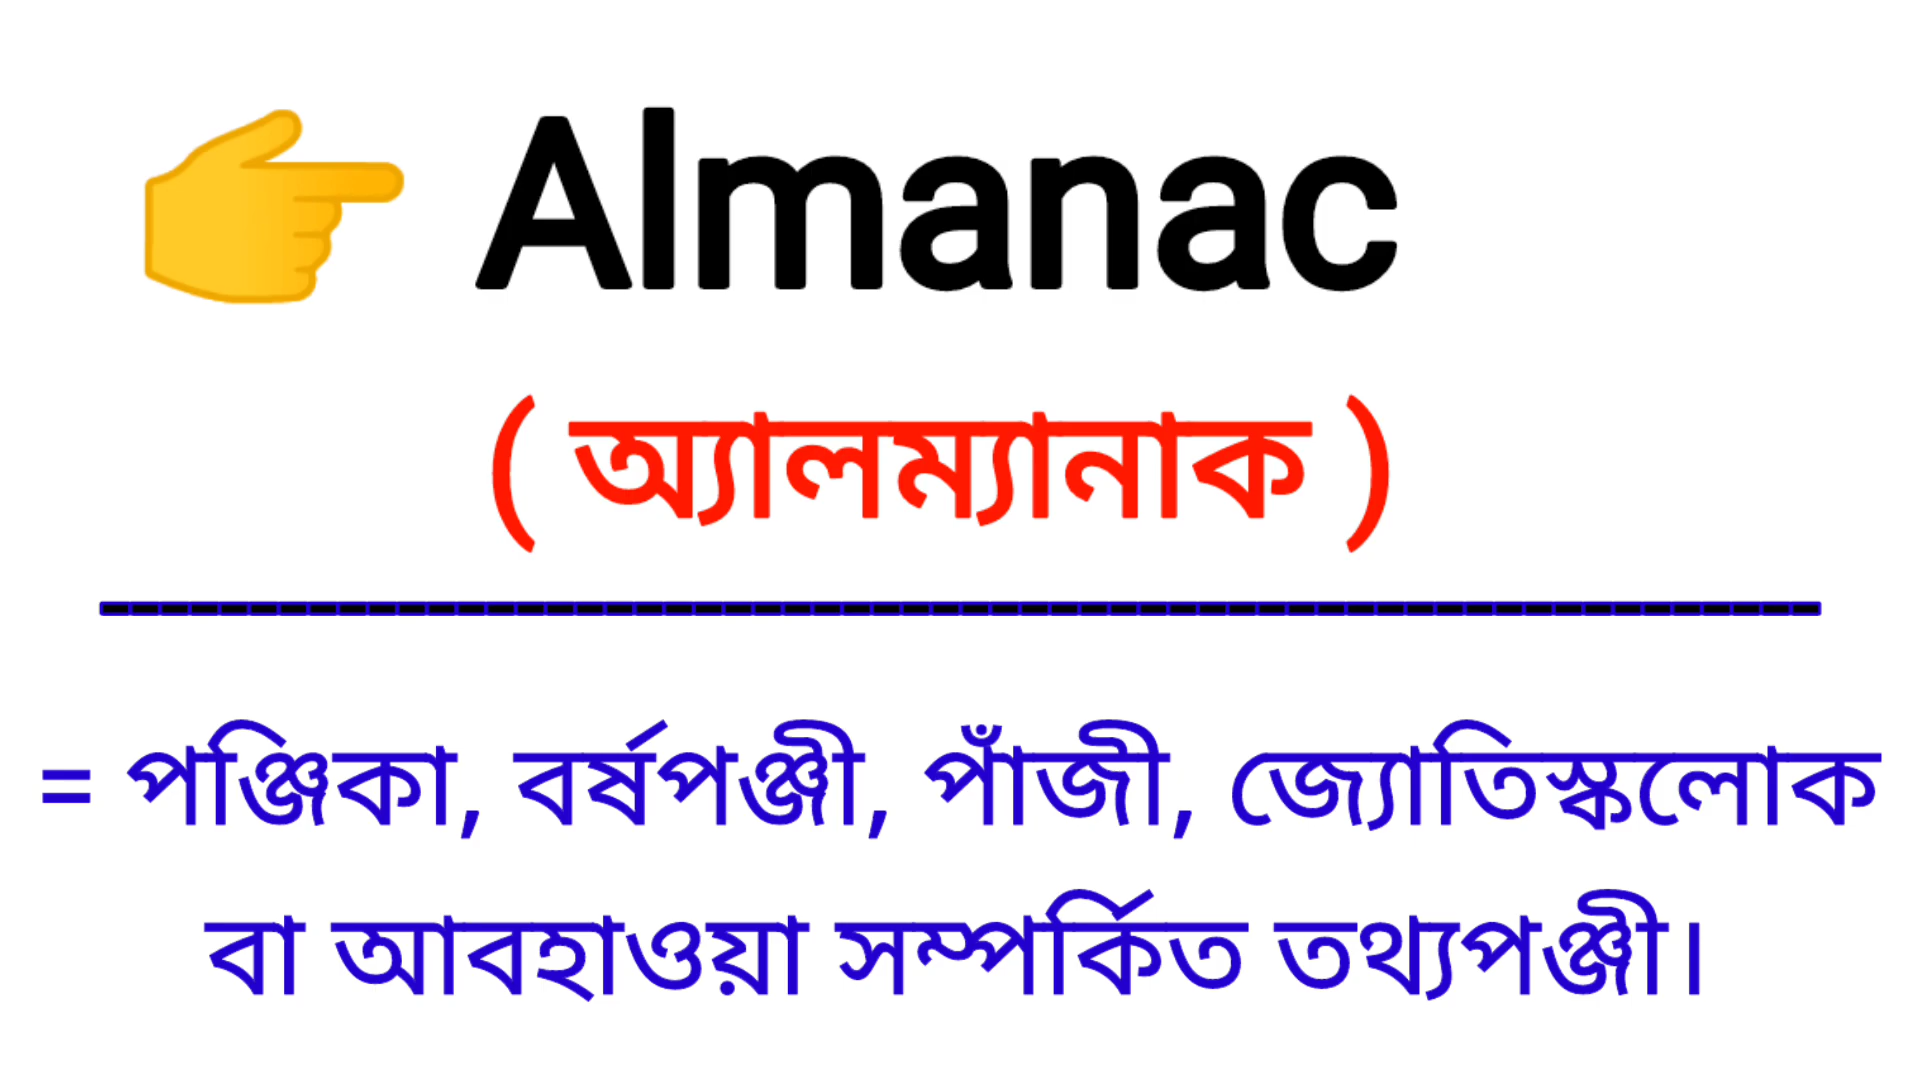 👉 Almanac
( অ্যালম্যানাক )
= পঞ্জিকা, বর্ষপঞ্জী, পাঁজী, জ্যোতিস্কলোক
বা আবহাওয়া সম্পর্কিত তথ্যপঞ্জী।